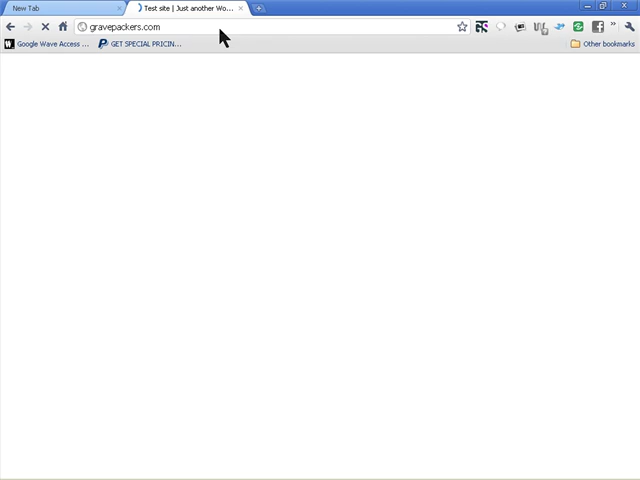 New Tab
Test site | Just another Wo...
gravepackers.com
Google Wave Access ...
GET SPECIAL PRICIN...
Other bookmarks